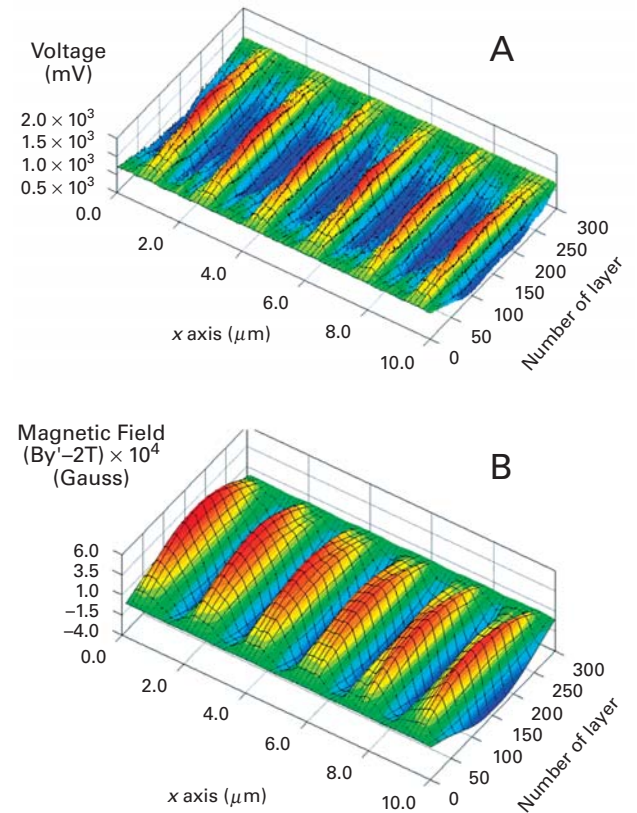 A
Voltage
(mV)
2.0 × 10³
1.5 × 10³
1.0 × 10³
0.5 × 10³
0.0
2.0
4.0
6.0
8.0
10.0
x axis (μm)
0
50
100
150
200
250
300
Number of layer
B
Magnetic Field
(By'–2T) × 10⁴
(Gauss)
6.0
3.5
1.0
–1.5
–4.0
0.0
2.0
4.0
6.0
8.0
10.0
x axis (μm)
0
50
100
150
200
250
300
Number of layer